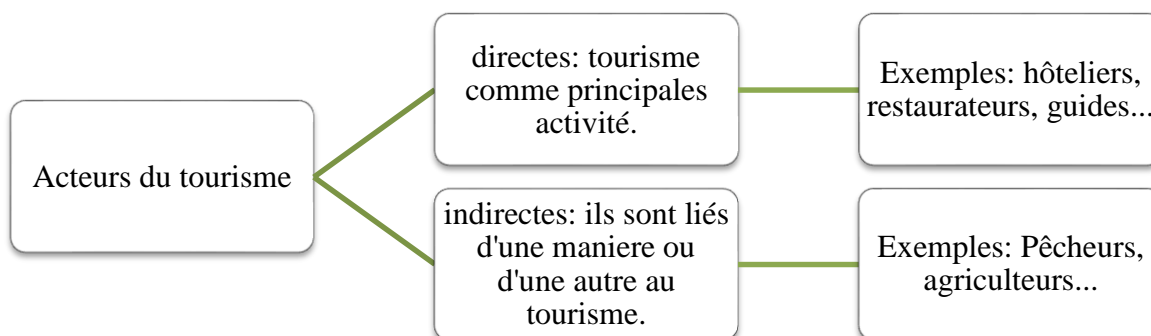 Acteurs du tourisme
directes: tourisme
comme principales
activité.
Exemples: hôteliers,
restaurateurs, guides...
indirectes: ils sont liés
d'une maniere ou
d'une autre au
tourisme.
Exemples: Pêcheurs,
agriculteurs...